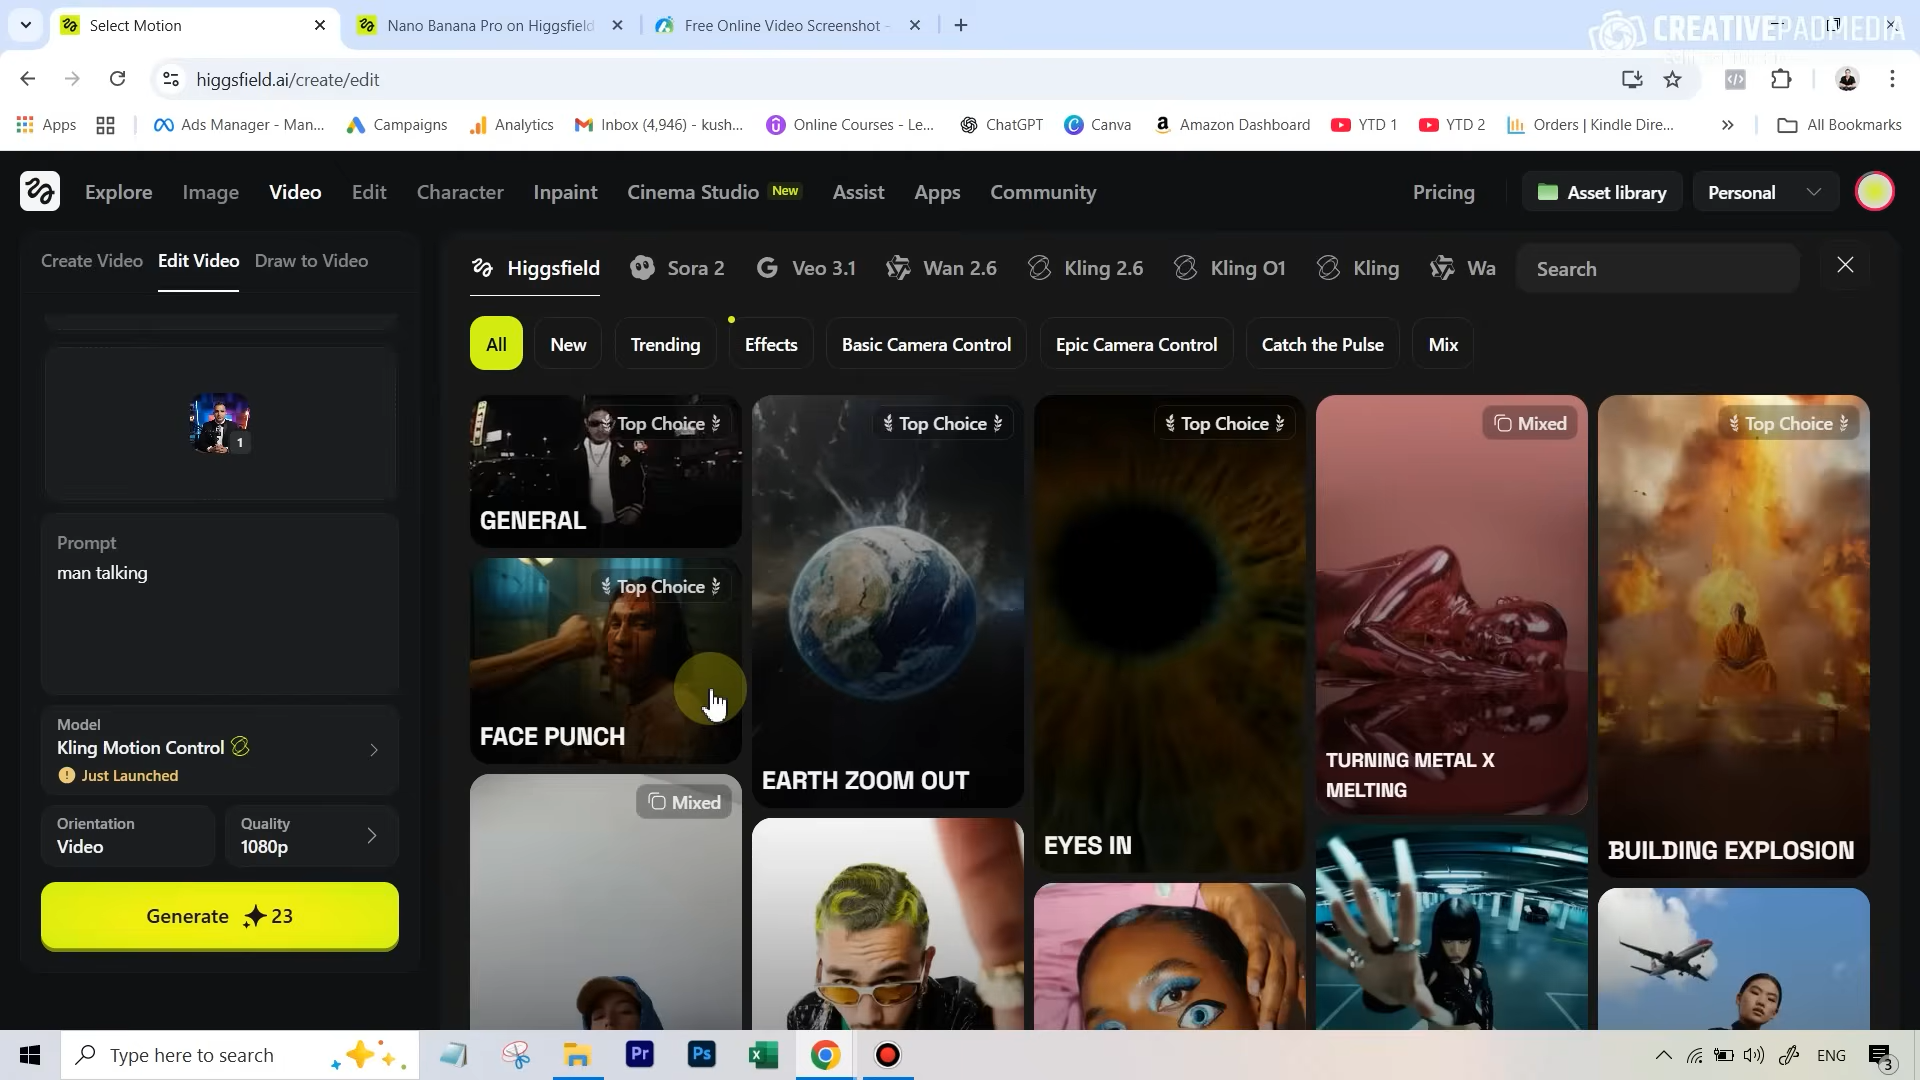 Select Motion
Nano Banana Pro on Higgsfield
Free Online Video Screenshot -
CREATIVEPADMEDIA
higgsfield.ai/create/edit
Apps
Ads Manager - Man...
Campaigns
Analytics
Inbox (4,946) - kush...
Online Courses - Le...
ChatGPT
Canva
Amazon Dashboard
YTD 1
YTD 2
Orders | Kindle Dire...
All Bookmarks
Explore
Image
Video
Edit
Character
Inpaint
Cinema Studio New
Assist
Apps
Community
Pricing
Asset library
Personal
Create Video
Edit Video
Draw to Video
Higgsfield
Sora 2
Veo 3.1
Wan 2.6
Kling 2.6
Kling O1
Kling
Wa
Search
All
New
Trending
Effects
Basic Camera Control
Epic Camera Control
Catch the Pulse
Mix
1
Prompt
man talking
Model
Kling Motion Control
Just Launched
Orientation
Video
Quality
1080p
Generate 23
Top Choice
GENERAL
Top Choice
FACE PUNCH
Mixed
Top Choice
EARTH ZOOM OUT
Top Choice
EYES IN
Mixed
TURNING METAL X
MELTING
Top Choice
BUILDING EXPLOSION
Type here to search
Pr
Ps
ENG
3